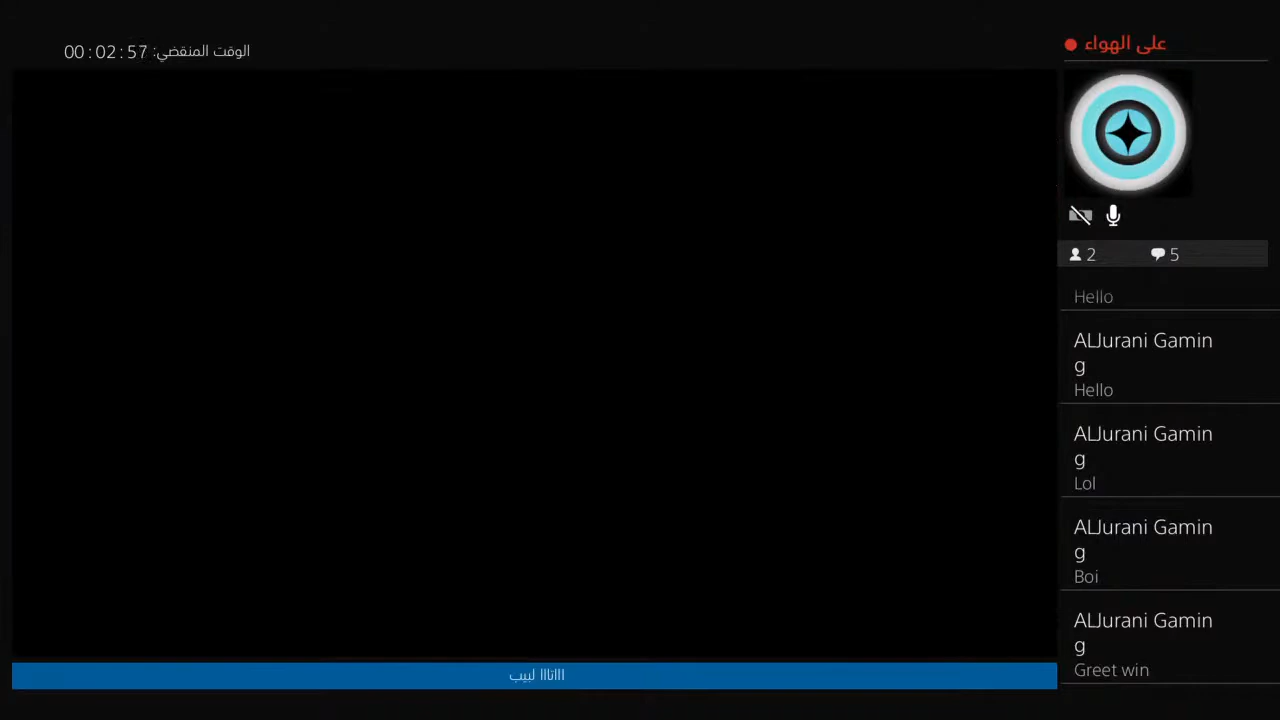 الوقت المنقضي: 00:02:57
على الهواء
2
5
Hello
ALJurani Gamin
g
Hello
ALJurani Gamin
g
Lol
ALJurani Gamin
g
Boi
ALJurani Gamin
g
Greet win
اااتااا لبيب